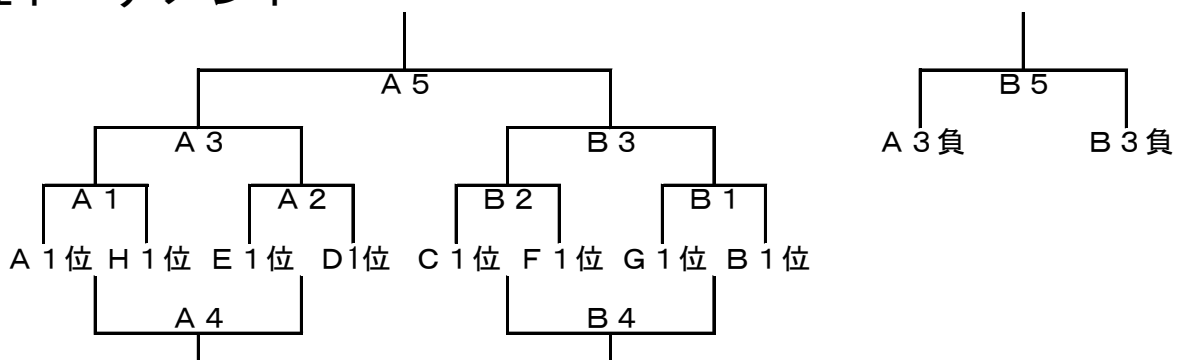 Ａ５
Ｂ５
Ａ３
Ｂ３
Ａ３負
Ｂ３負
Ａ１
Ａ２
Ｂ２
Ｂ１
Ａ１位 Ｈ１位 Ｅ１位 Ｄ1位 Ｃ１位 Ｆ１位 Ｇ１位 Ｂ１位
Ａ４
Ｂ４